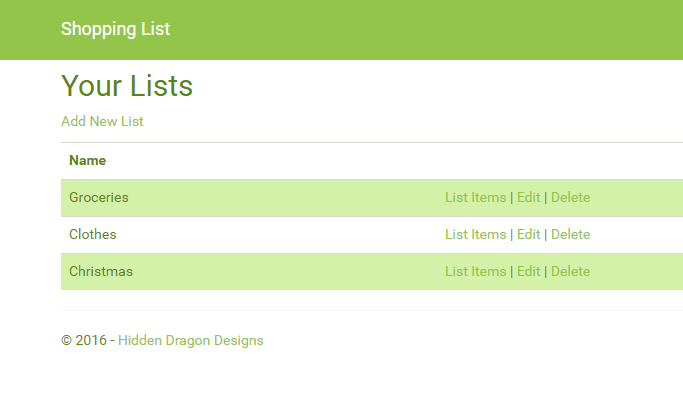 Shopping List
Your Lists
Add New List
Name
Groceries List Items | Edit | Delete
Clothes List Items | Edit | Delete
Christmas List Items | Edit | Delete
© 2016 - Hidden Dragon Designs